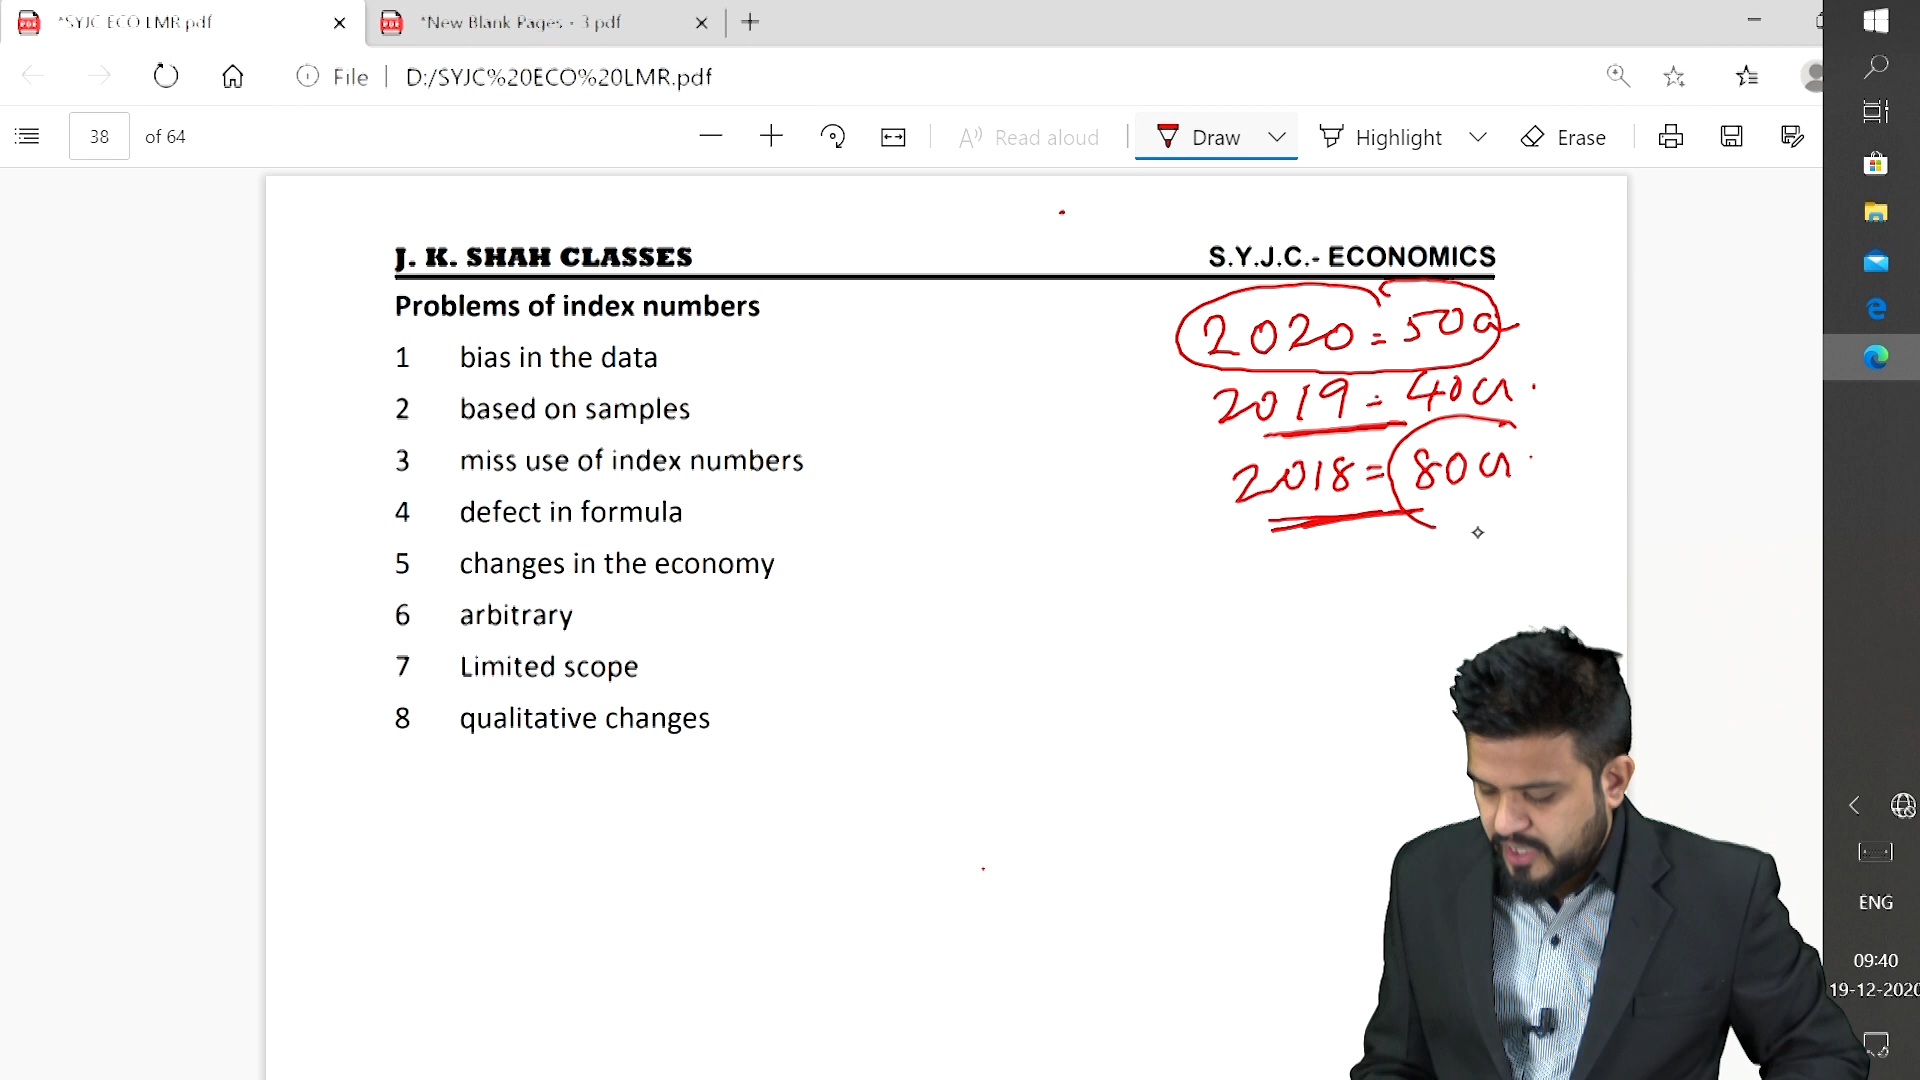 *SYJC ECO LMR.pdf
*New Blank Pages - 3.pdf
File
D:/SYJC%20ECO%20LMR.pdf
38 of 64
Read aloud
Draw
Highlight
Erase
J. K. SHAH CLASSES
S.Y.J.C.- ECONOMICS
Problems of index numbers
1 bias in the data
2 based on samples
3 miss use of index numbers
4 defect in formula
5 changes in the economy
6 arbitrary
7 Limited scope
8 qualitative changes
2020 = 50a
2019 = 40a.
2018 = 80a.
ENG
09:40
19-12-2020